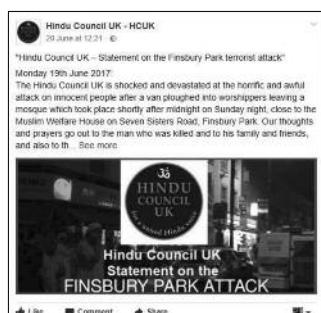 Hindu Council UK - HCUK
20 June at 12:21
"Hindu Council UK – Statement on the Finsbury Park terrorist attack"
Monday 19th June 2017:
The Hindu Council UK is shocked and devastated at the horrific and awful
attack on innocent people after a van ploughed into worshippers leaving a
mosque which took place shortly after midnight on Sunday night, close to the
Muslim Welfare House on Seven Sisters Road, Finsbury Park. Our thoughts
and prayers go out to the man who was killed and to his family and friends,
and also to th... See more
HINDU
COUNCIL
UK
for a united Hindu voice
Hindu Council UK
Statement on the
FINSBURY PARK ATTACK
Like Comment Share